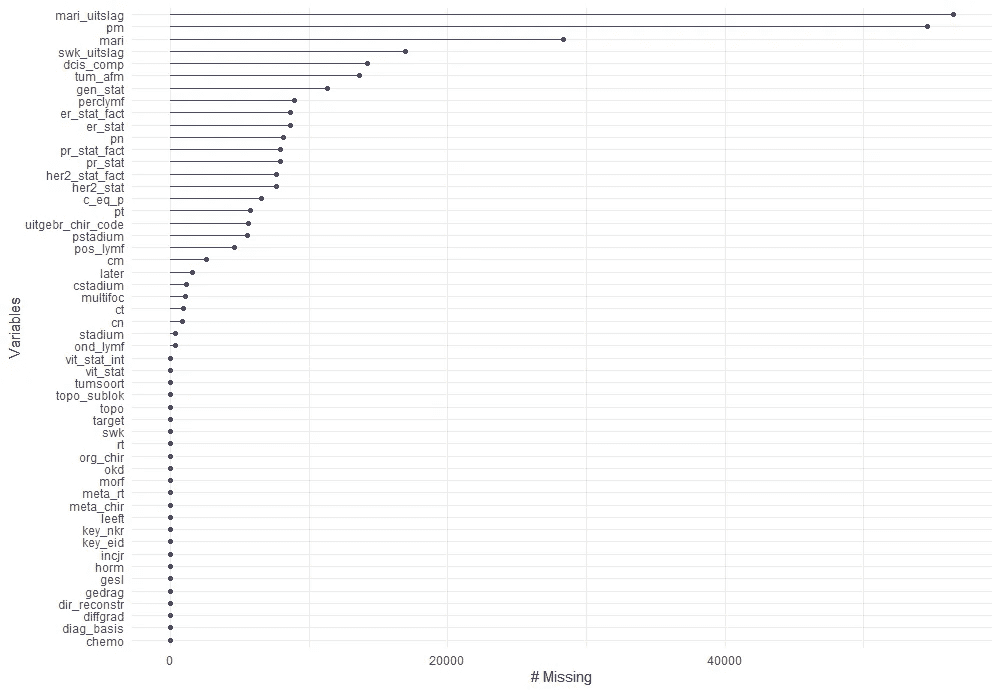 mari_uitslag
pm
mari
swk_uitslag
dcis_comp
tum_afm
gen_stat
perclymf
er_stat_fact
er_stat
pn
pr_stat_fact
pr_stat
her2_stat_fact
her2_stat
c_eq_p
pt
uitgebr_chir_code
pstadium
pos_lymf
cm
later
cstadium
multifoc
ct
cn
stadium
ond_lymf
vit_stat_int
vit_stat
tumsoort
topo_sublok
topo
target
swk
rt
org_chir
okd
morf
meta_rt
meta_chir
leeft
key_nkr
key_eid
incjr
horm
gesl
gedrag
dir_reconstr
diffgrad
diag_basis
chemo
Variables
0 20000 40000
# Missing